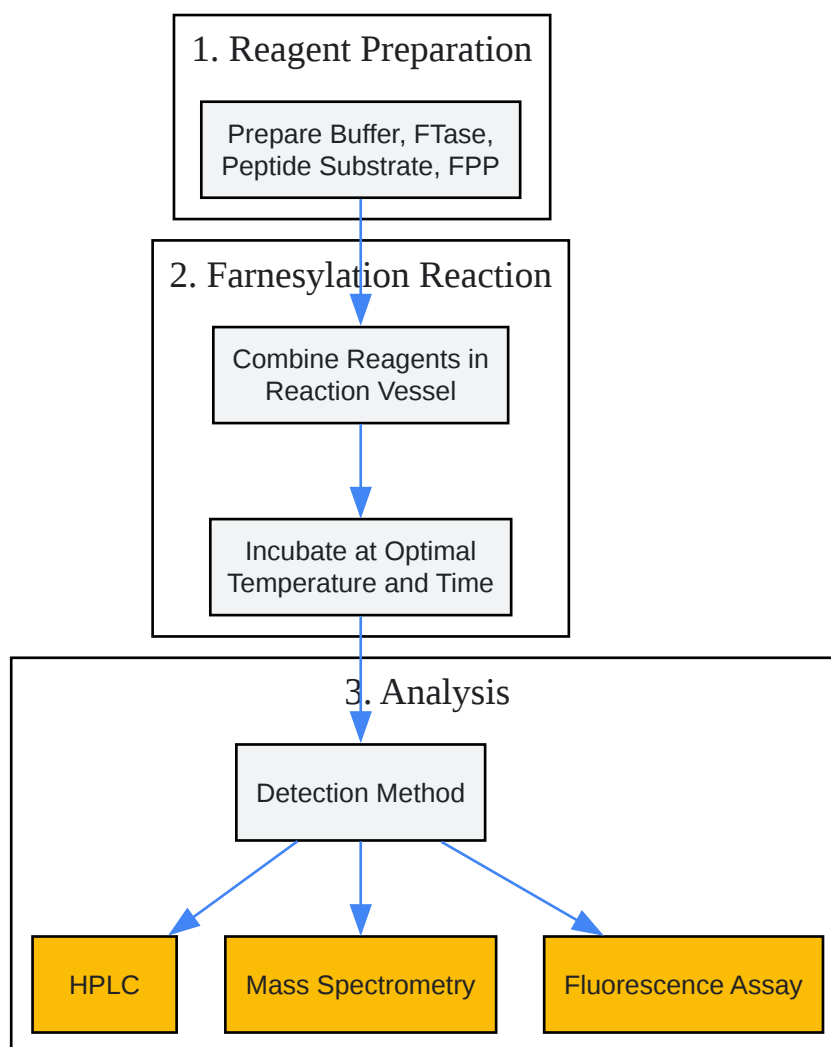 1. Reagent Preparation
Prepare Buffer, FTase,
Peptide Substrate, FPP
2. Farnesylation Reaction
Combine Reagents in
Reaction Vessel
Incubate at Optimal
Temperature and Time
3. Analysis
Detection Method
HPLC
Mass Spectrometry
Fluorescence Assay